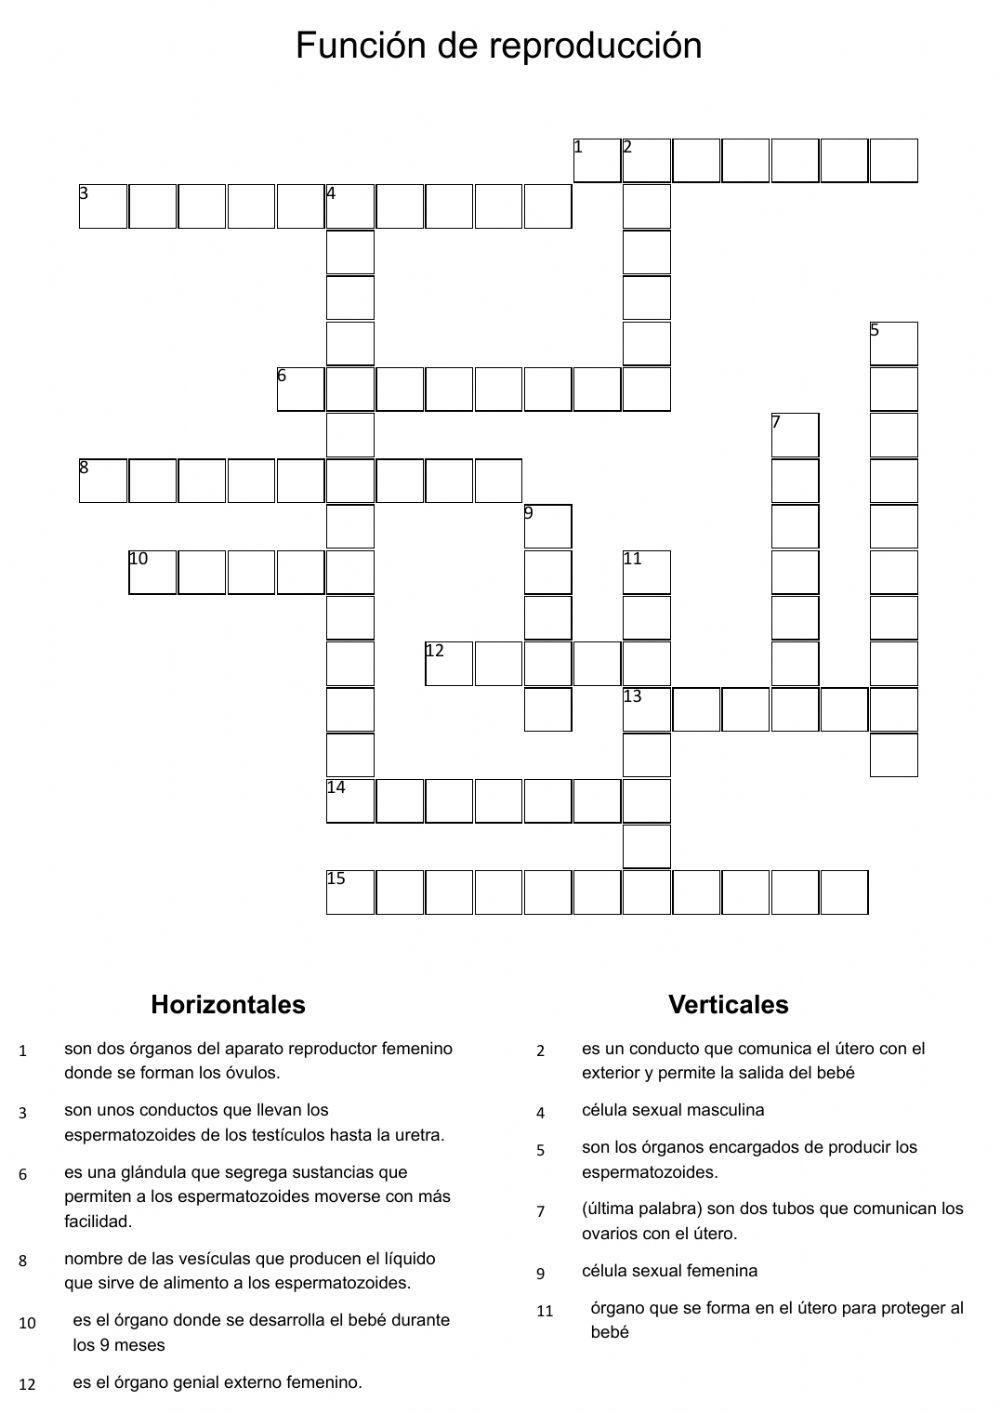 Función de reproducción
1 2
3 4
5
6
7
8
9
10 11
12
13
14
15
Horizontales
1 son dos órganos del aparato reproductor femenino
donde se forman los óvulos.
3 son unos conductos que llevan los
espermatozoides de los testículos hasta la uretra.
6 es una glándula que segrega sustancias que
permiten a los espermatozoides moverse con más
facilidad.
8 nombre de las vesículas que producen el líquido
que sirve de alimento a los espermatozoides.
10 es el órgano donde se desarrolla el bebé durante
los 9 meses
12 es el órgano genial externo femenino.
Verticales
2 es un conducto que comunica el útero con el
exterior y permite la salida del bebé
4 célula sexual masculina
5 son los órganos encargados de producir los
espermatozoides.
7 (última palabra) son dos tubos que comunican los
ovarios con el útero.
9 célula sexual femenina
11 órgano que se forma en el útero para proteger al
bebé